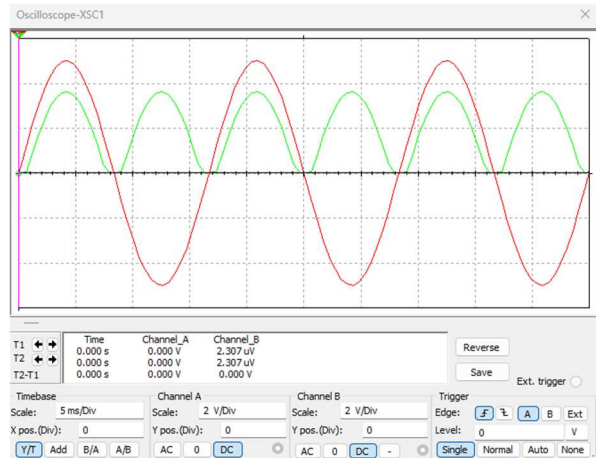 Oscilloscope-XSC1
Time Channel_A Channel_B
T1 0.000 s 0.000 V 2.307 uV
T2 0.000 s 0.000 V 2.307 uV
T2-T1 0.000 s 0.000 V 0.000 V
Reverse
Save
Ext. trigger
Timebase
Scale: 5 ms/Div
X pos.(Div): 0
Y/T Add B/A A/B
Channel A
Scale: 2 V/Div
Y pos.(Div): 0
AC 0 DC
Channel B
Scale: 2 V/Div
Y pos.(Div): 0
AC 0 DC -
Trigger
Edge: A B Ext
Level: 0 V
Single Normal Auto None